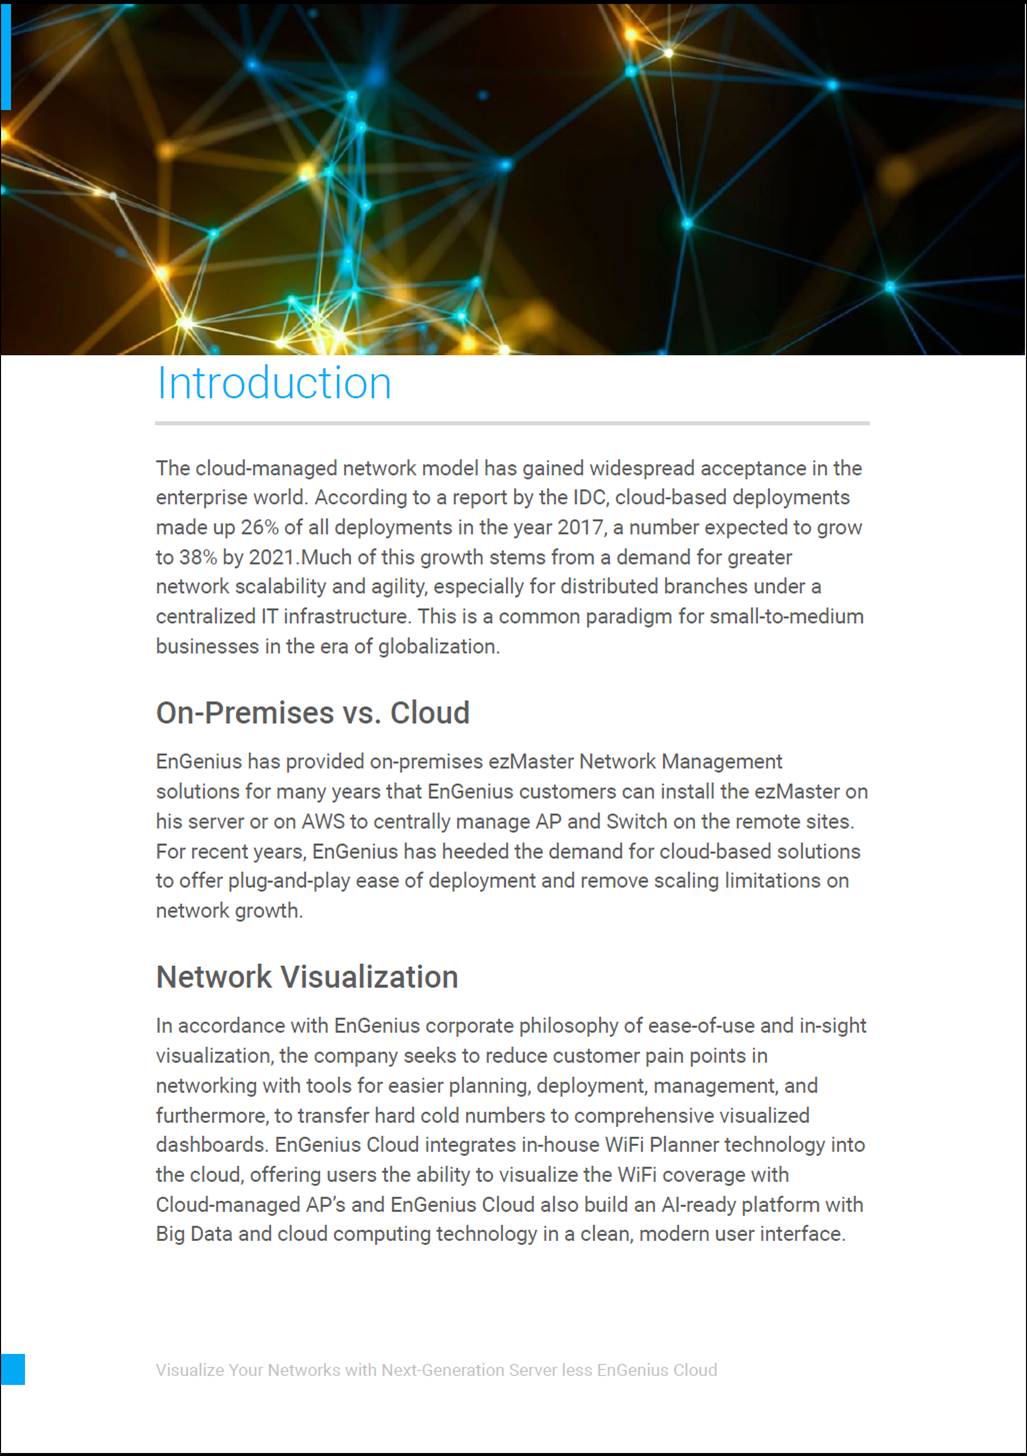 Introduction
The cloud-managed network model has gained widespread acceptance in the
enterprise world. According to a report by the IDC, cloud-based deployments
made up 26% of all deployments in the year 2017, a number expected to grow
to 38% by 2021.Much of this growth stems from a demand for greater
network scalability and agility, especially for distributed branches under a
centralized IT infrastructure. This is a common paradigm for small-to-medium
businesses in the era of globalization.
On-Premises vs. Cloud
EnGenius has provided on-premises ezMaster Network Management
solutions for many years that EnGenius customers can install the ezMaster on
his server or on AWS to centrally manage AP and Switch on the remote sites.
For recent years, EnGenius has heeded the demand for cloud-based solutions
to offer plug-and-play ease of deployment and remove scaling limitations on
network growth.
Network Visualization
In accordance with EnGenius corporate philosophy of ease-of-use and in-sight
visualization, the company seeks to reduce customer pain points in
networking with tools for easier planning, deployment, management, and
furthermore, to transfer hard cold numbers to comprehensive visualized
dashboards. EnGenius Cloud integrates in-house WiFi Planner technology into
the cloud, offering users the ability to visualize the WiFi coverage with
Cloud-managed AP’s and EnGenius Cloud also build an AI-ready platform with
Big Data and cloud computing technology in a clean, modern user interface.
Visualize Your Networks with Next-Generation Server less EnGenius Cloud